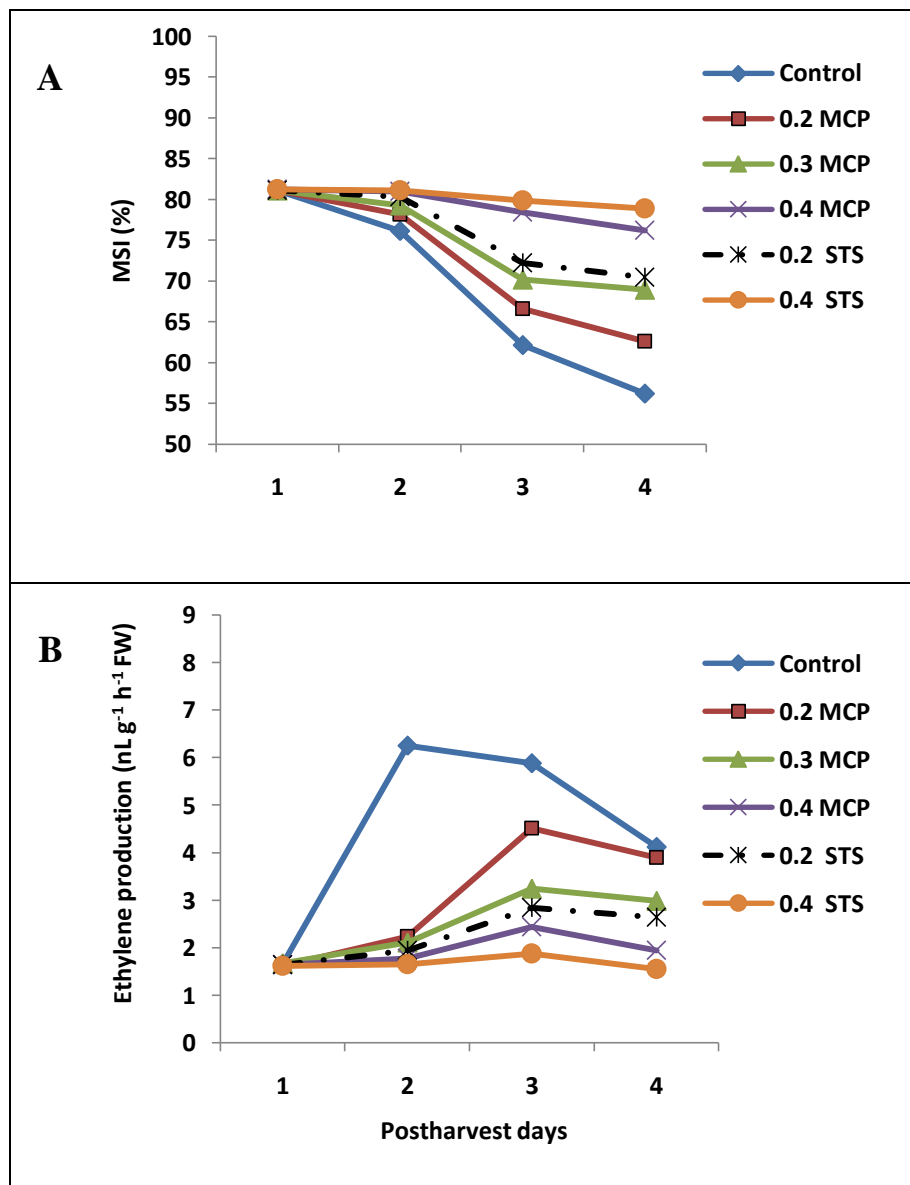 A
MSI (%)
100
95
90
85
80
75
70
65
60
55
50
1 2 3 4
Control
0.2 MCP
0.3 MCP
0.4 MCP
0.2 STS
0.4 STS
B
Ethylene production (nL g⁻¹ h⁻¹ FW)
9
8
7
6
5
4
3
2
1
0
1 2 3 4
Postharvest days
Control
0.2 MCP
0.3 MCP
0.4 MCP
0.2 STS
0.4 STS